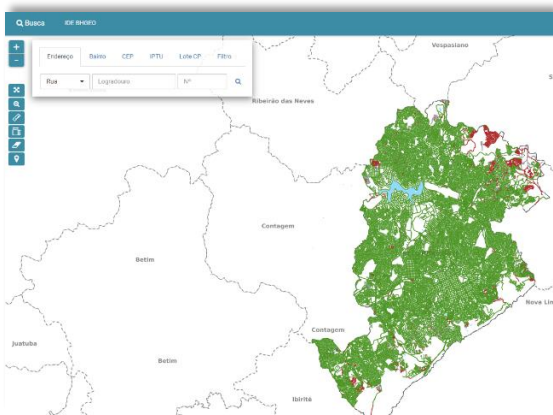 Busca IDE BHGEO
Endereço Bairro CEP IPTU Lote CP Filtro
Rua Logradouro Nº
Vespasiano
Ribeirão das Neves
Contagem
Betim
Nova Lim
Contagem
Juatuba
Betim
Ibirité